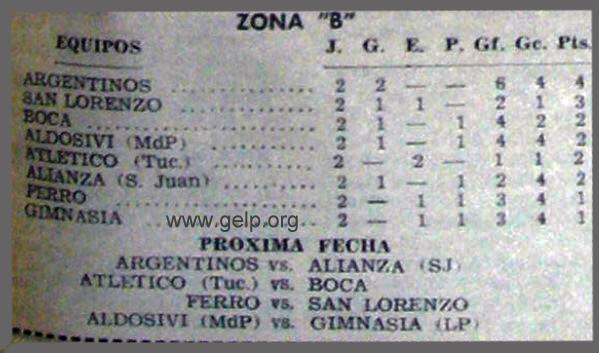 ZONA "B"
EQUIPOS J. G. E. P. Gf. Gc. Pts.
ARGENTINOS .............. 2 2 — — 6 4 4
SAN LORENZO ............ 2 1 1 — 2 1 3
BOCA ........................ 2 1 — 1 4 2 2
ALDOSIVI (MdP) .......... 2 1 — 1 4 4 2
ATLETICO (Tuc.) .......... 2 — 2 — 1 1 2
ALIANZA (S. Juan) ........ 2 1 — 1 2 4 2
FERRO ...................... 2 — 1 1 3 4 1
GIMNASIA .................. 2 — 1 1 3 4 1
www.gelp.org
PROXIMA FECHA
ARGENTINOS vs. ALIANZA (SJ)
ATLETICO (Tuc.) vs. BOCA
FERRO vs. SAN LORENZO
ALDOSIVI (MdP) vs. GIMNASIA (LP)